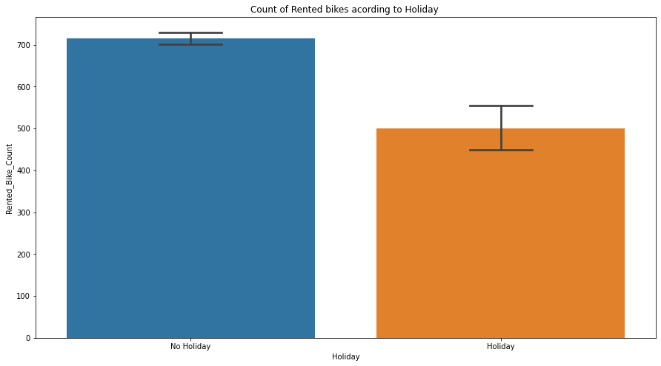 Count of Rented bikes acording to Holiday
Rented_Bike_Count
700
600
500
400
300
200
100
0
No Holiday
Holiday
Holiday